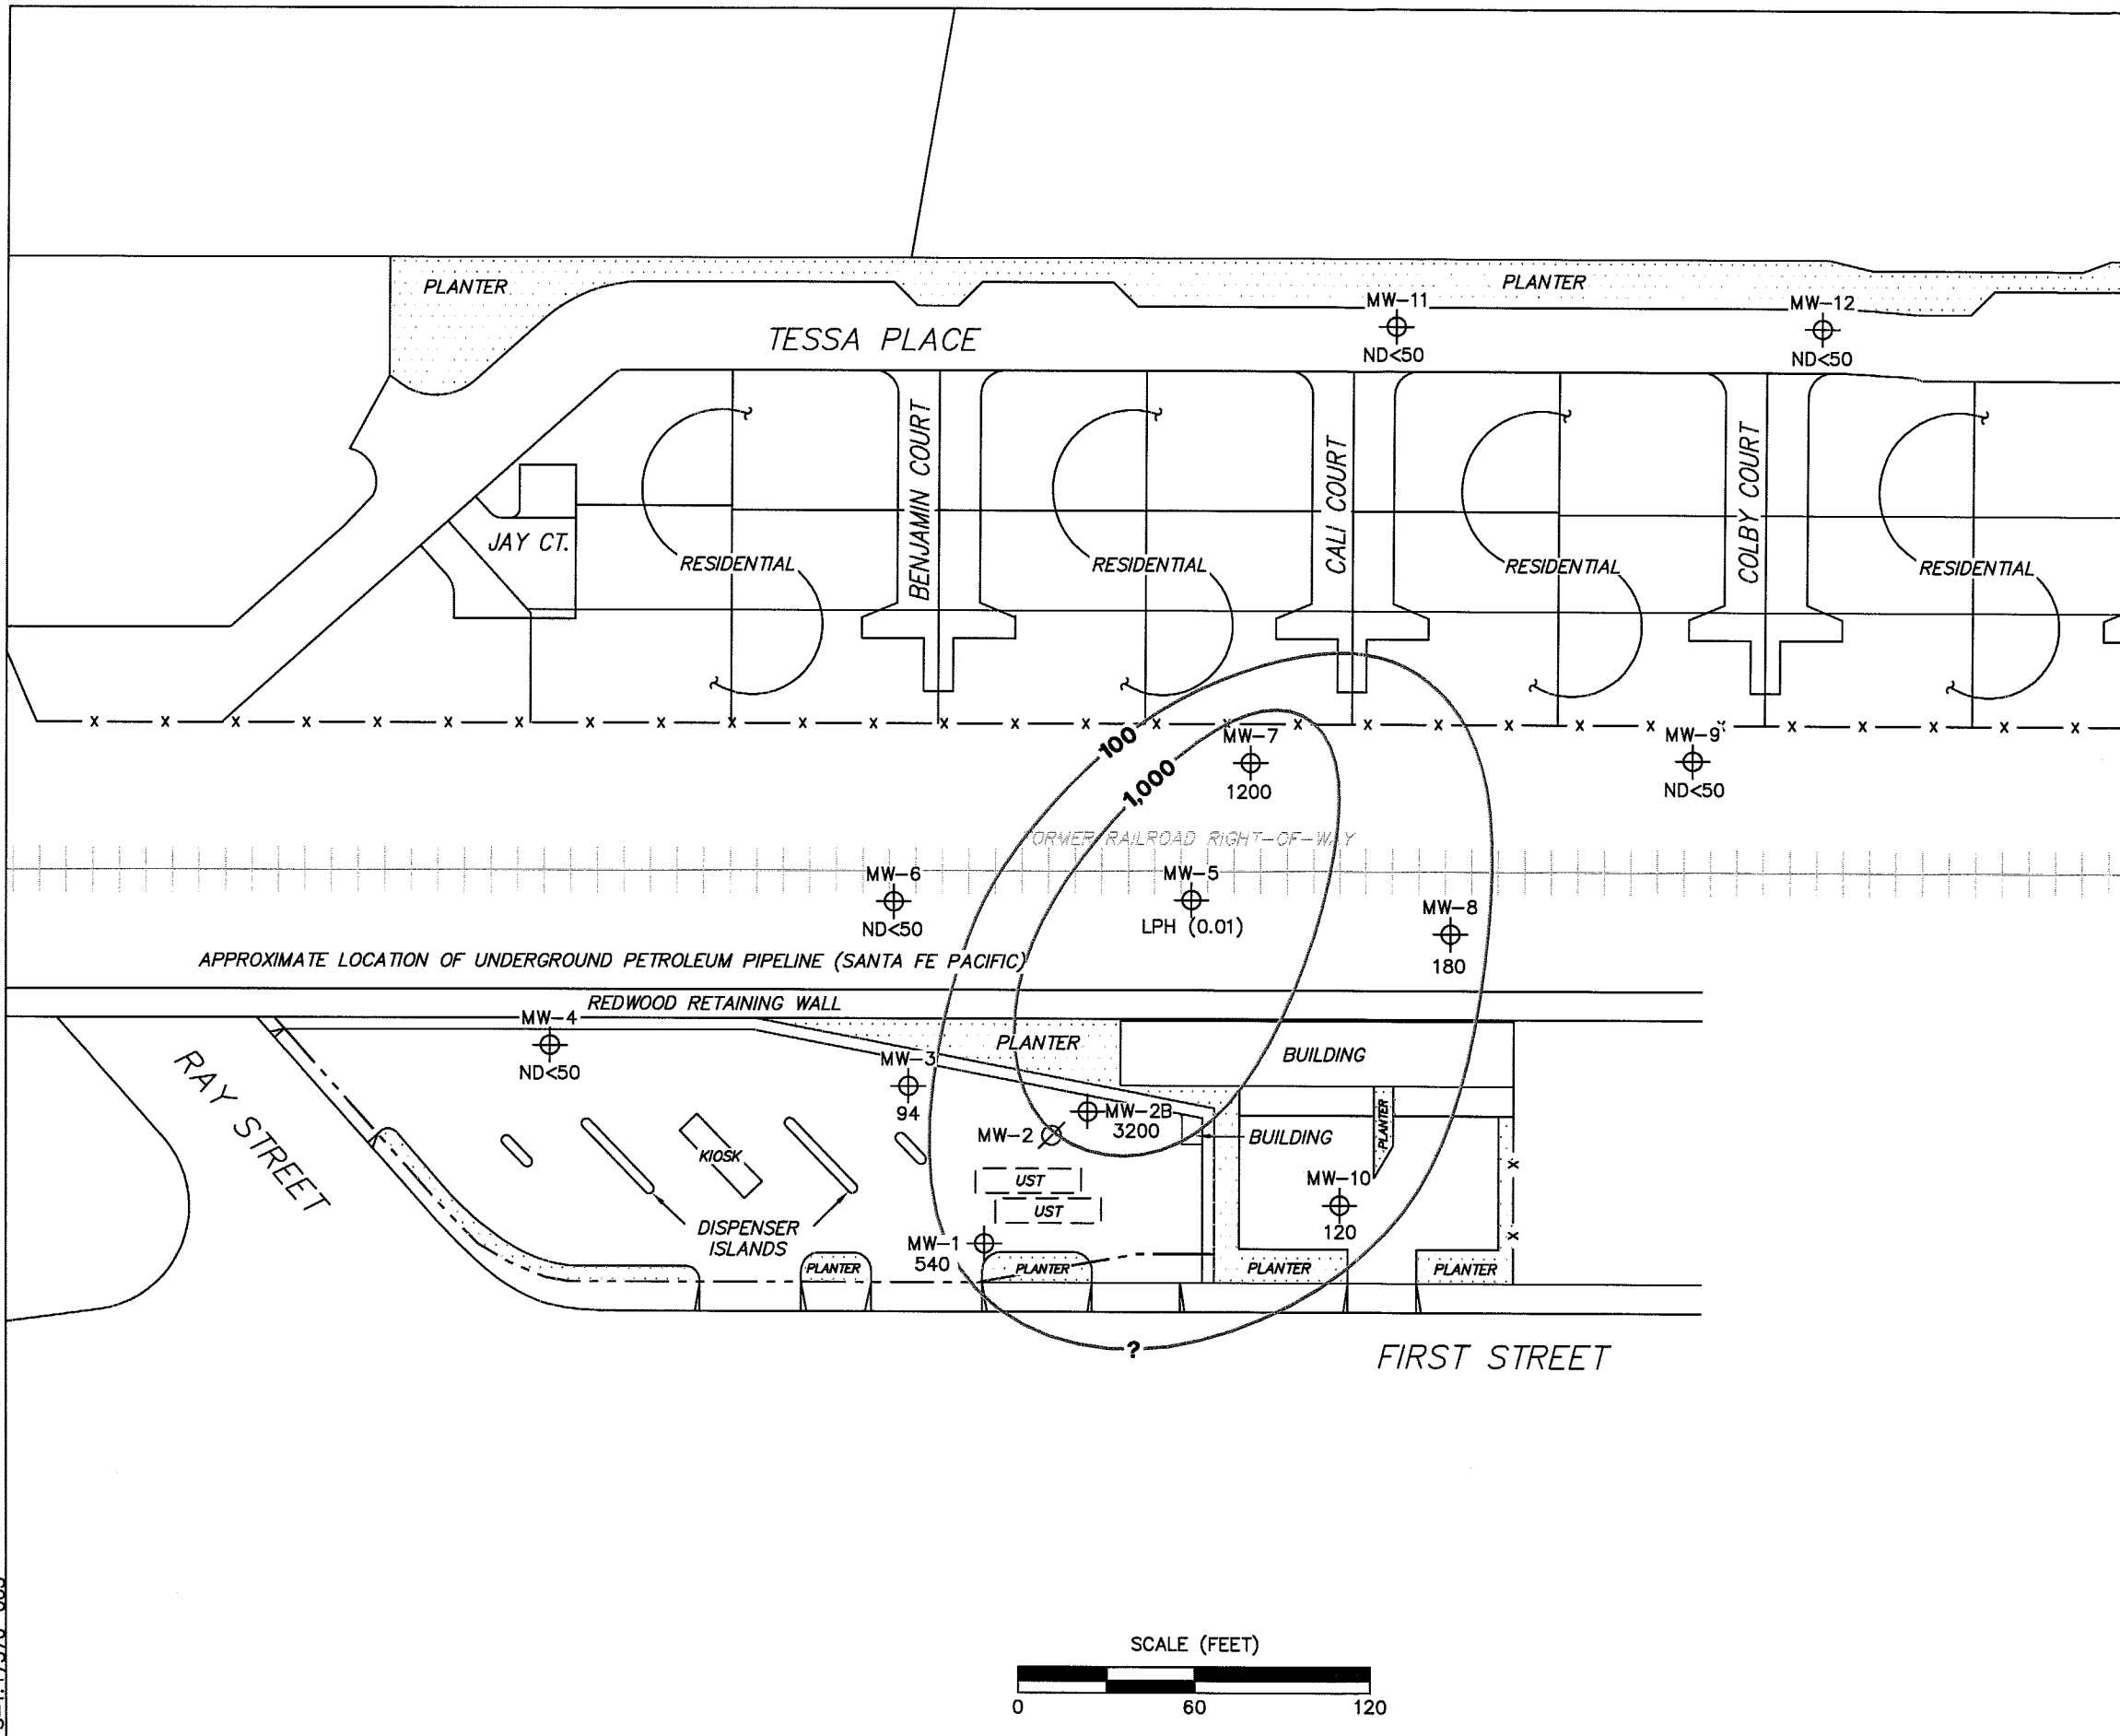 PLANTER
PLANTER
MW-11
ND<50
MW-12
ND<50
TESSA PLACE
BENJAMIN COURT
CALI COURT
COLBY COURT
JAY CT.
RESIDENTIAL
RESIDENTIAL
RESIDENTIAL
RESIDENTIAL
x x x x x x x x x x x x x x x x x x x x x x x x x x x x x
100
1,000
MW-7
1200
MW-9
ND<50
FORMER RAILROAD RIGHT-OF-WAY
MW-6
ND<50
MW-5
LPH (0.01)
MW-8
180
APPROXIMATE LOCATION OF UNDERGROUND PETROLEUM PIPELINE (SANTA FE PACIFIC)
REDWOOD RETAINING WALL
MW-4
ND<50
RAY STREET
MW-3
94
PLANTER
BUILDING
MW-2B
3200
MW-2
BUILDING
PLANTER
KIOSK
UST
UST
MW-10
120
x
x
DISPENSER
ISLANDS
MW-1
540
PLANTER
PLANTER
PLANTER
PLANTER
?
FIRST STREET
SCALE (FEET)
0 60 120